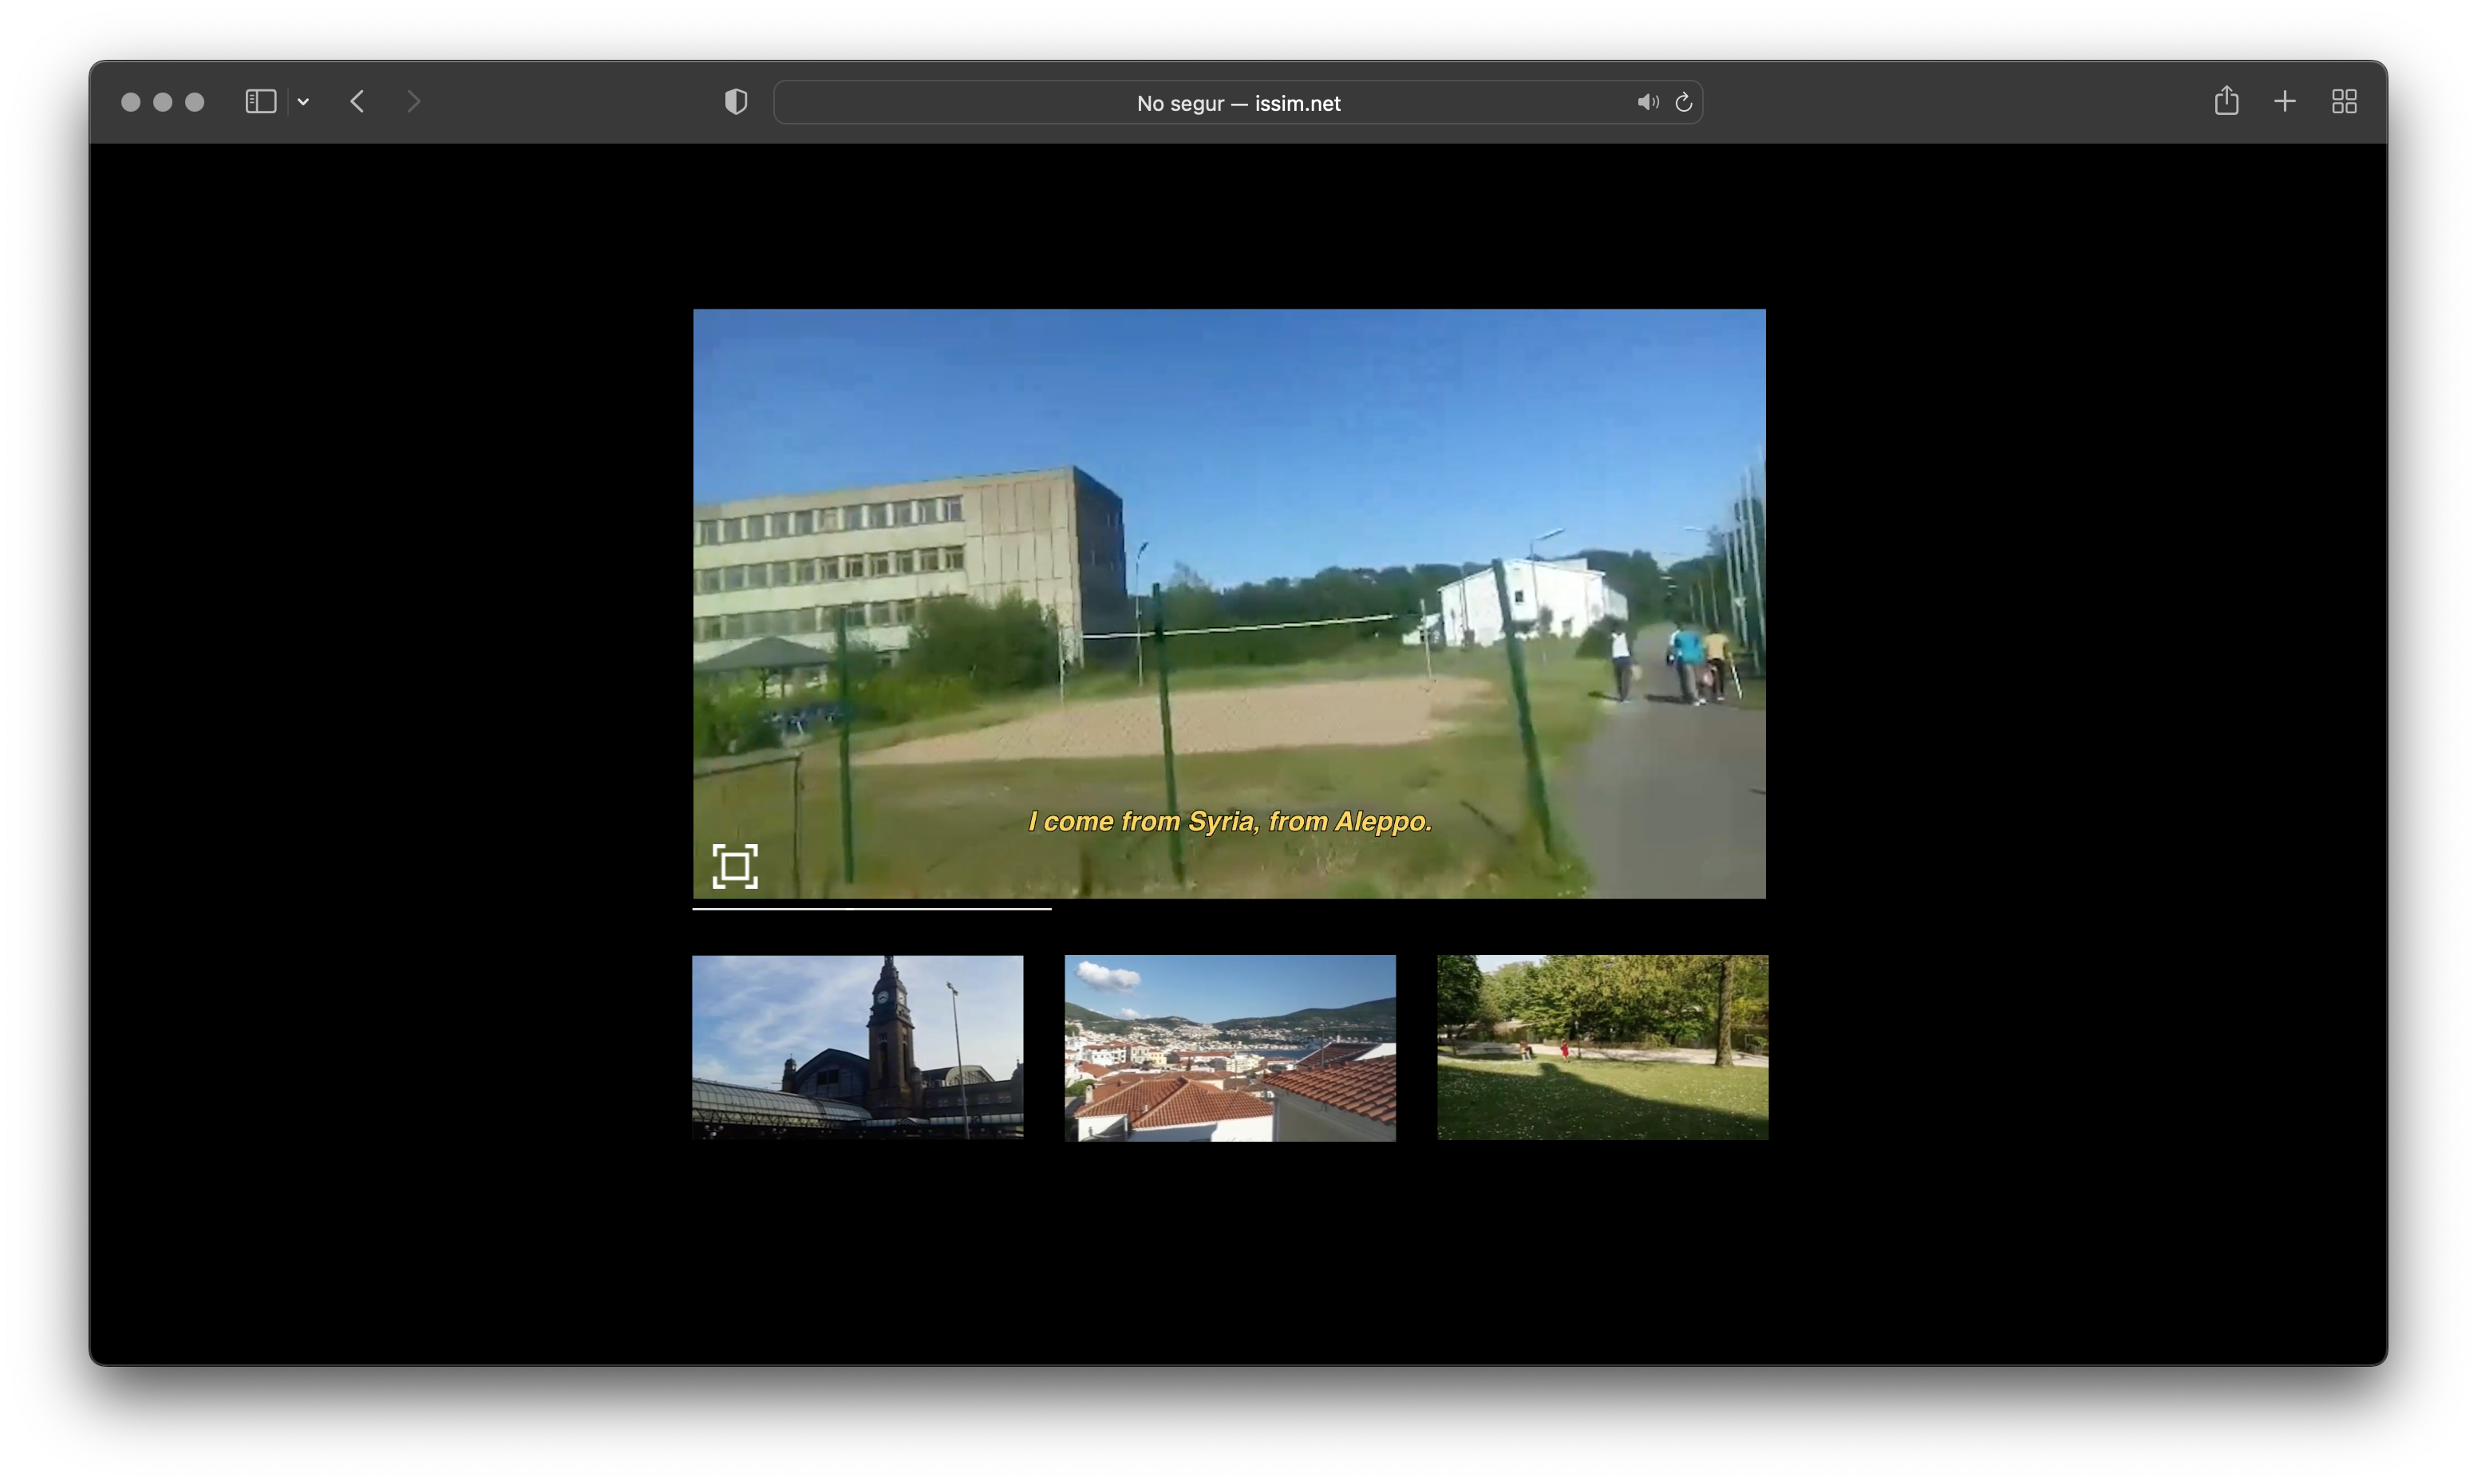 No segur — issim.net
I come from Syria, from Aleppo.